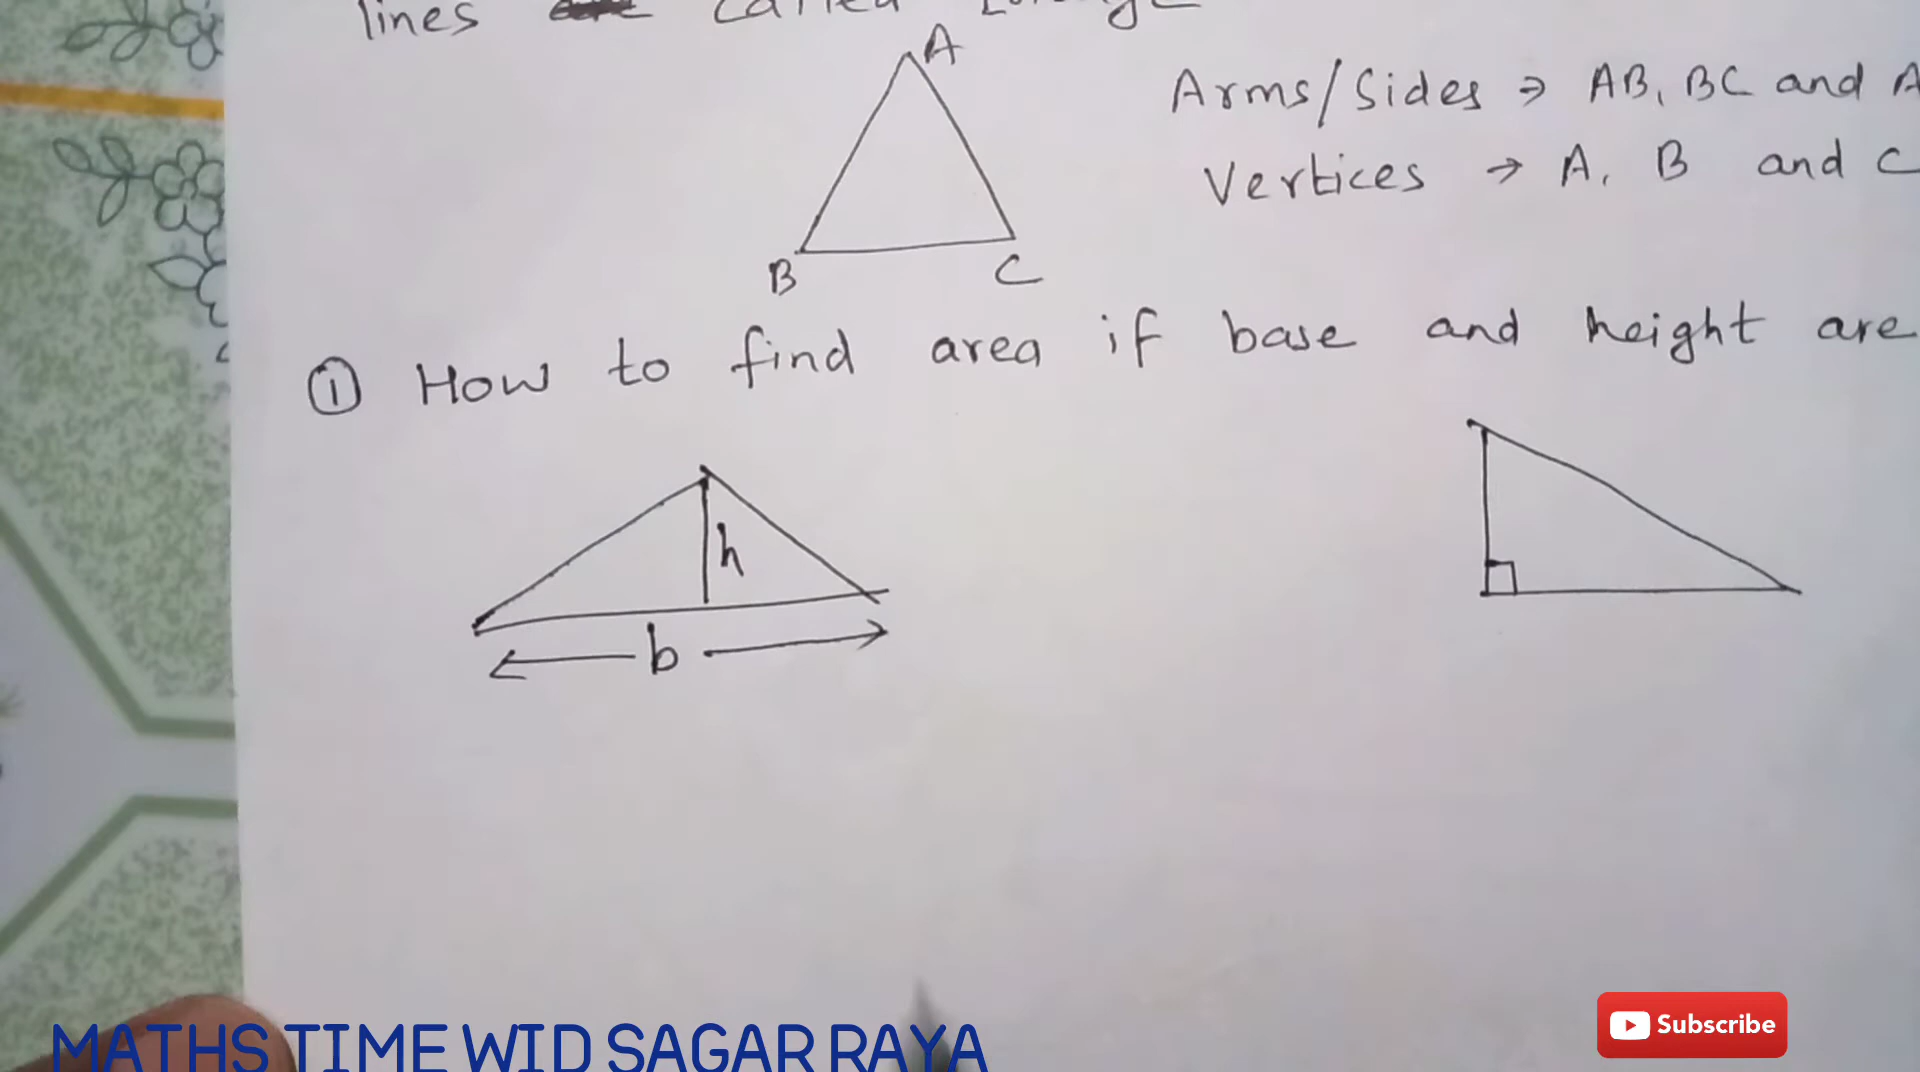 lines called
A
Arms/Sides ⇒ AB, BC and A
Vertices → A, B and C
B C
① How to find area if base and height are
h
b
MATHS TIME WID SAGAR RAYA
Subscribe